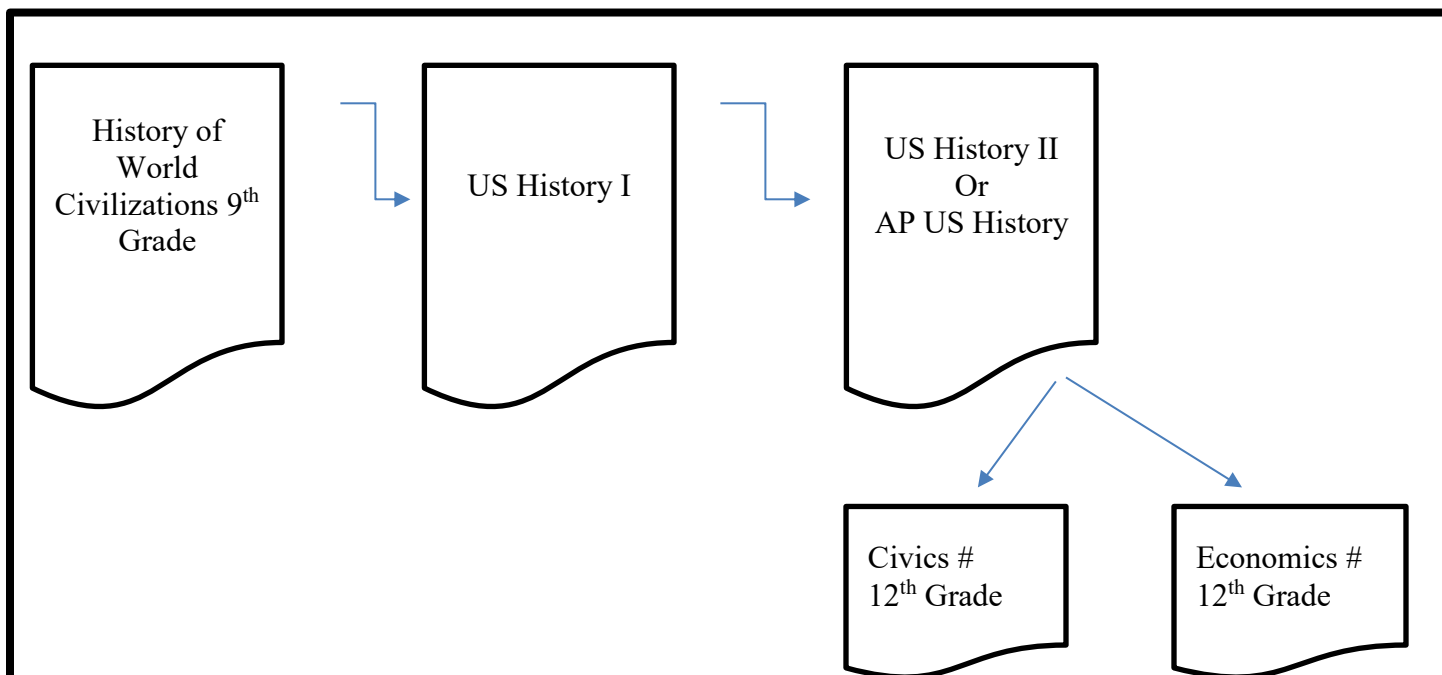 History of
World
Civilizations 9th
Grade
US History I
US History II
Or
AP US History
Civics #
12th Grade
Economics #
12th Grade